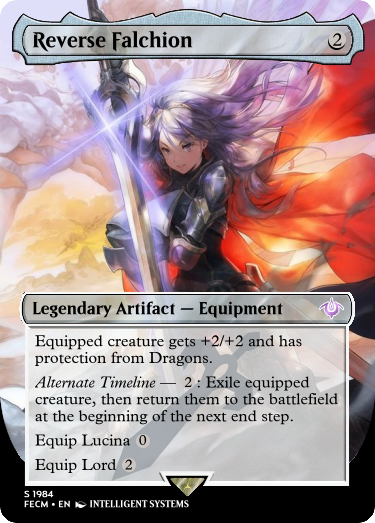 Reverse Falchion 2
Legendary Artifact — Equipment
Equipped creature gets +2/+2 and has
protection from Dragons.
Alternate Timeline — 2 : Exile equipped
creature, then return them to the battlefield
at the beginning of the next end step.
Equip Lucina 0
Equip Lord 2
S 1984
FECM • EN INTELLIGENT SYSTEMS